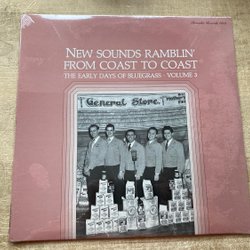 NEW SOUNDS RAMBLIN'
FROM COAST TO COAST
THE EARLY DAYS OF BLUEGRASS · VOLUME 3
General Store